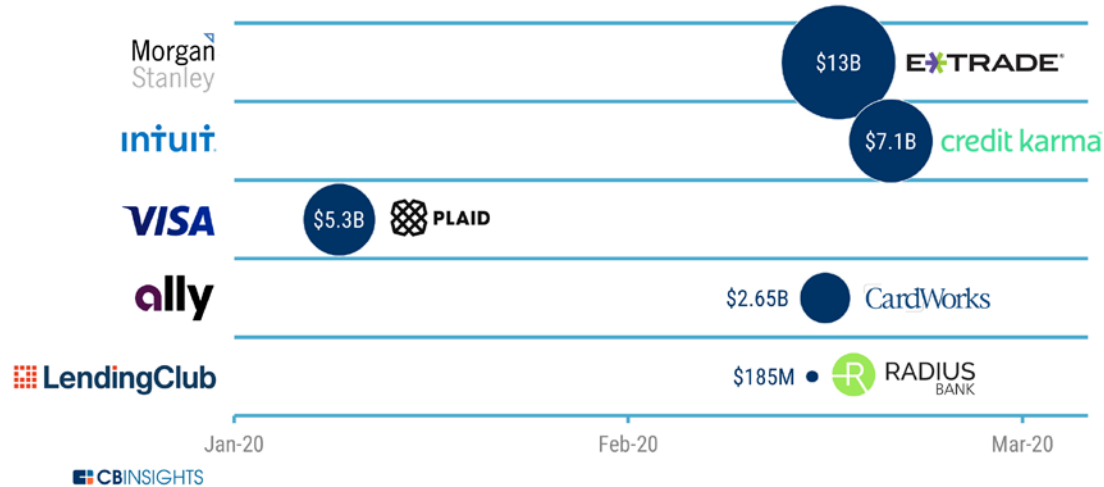 Morgan
Stanley
$13B
E*TRADE
intuit.
$7.1B
credit karma
VISA
$5.3B
PLAID
ally
$2.65B
CardWorks
LendingClub
$185M
R
RADIUS
BANK
Jan-20
Feb-20
Mar-20
CBINSIGHTS